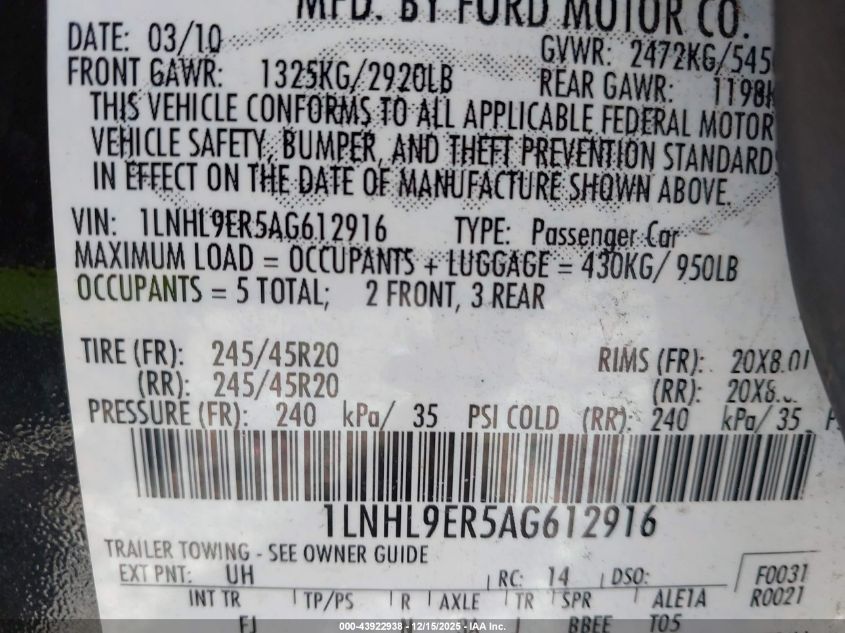 MFD. BY FORD MOTOR CO.
DATE: 03/10 GVWR: 2472KG/545
FRONT GAWR: 1325KG/2920LB REAR GAWR: 1198K
THIS VEHICLE CONFORMS TO ALL APPLICABLE FEDERAL MOTOR
VEHICLE SAFETY, BUMPER, AND THEFT PREVENTION STANDARDS
IN EFFECT ON THE DATE OF MANUFACTURE SHOWN ABOVE.
VIN: 1LNHL9ER5AG612916 TYPE: Passenger Car
MAXIMUM LOAD = OCCUPANTS + LUGGAGE = 430KG/ 950LB
OCCUPANTS = 5 TOTAL; 2 FRONT, 3 REAR
TIRE (FR): 245/45R20 RIMS (FR): 20X8.0J
(RR): 245/45R20 (RR): 20X8.0J
PRESSURE (FR): 240 kPa/ 35 PSI COLD (RR): 240 kPa/ 35 P
1LNHL9ER5AG612916
TRAILER TOWING - SEE OWNER GUIDE
EXT PNT: UH RC: 14 DSO: F0031
INT TR TP/PS R AXLE TR SPR ALE1A R0021
FJ BBEE T05
000-43922938 - 12/15/2025 - IAA, Inc.